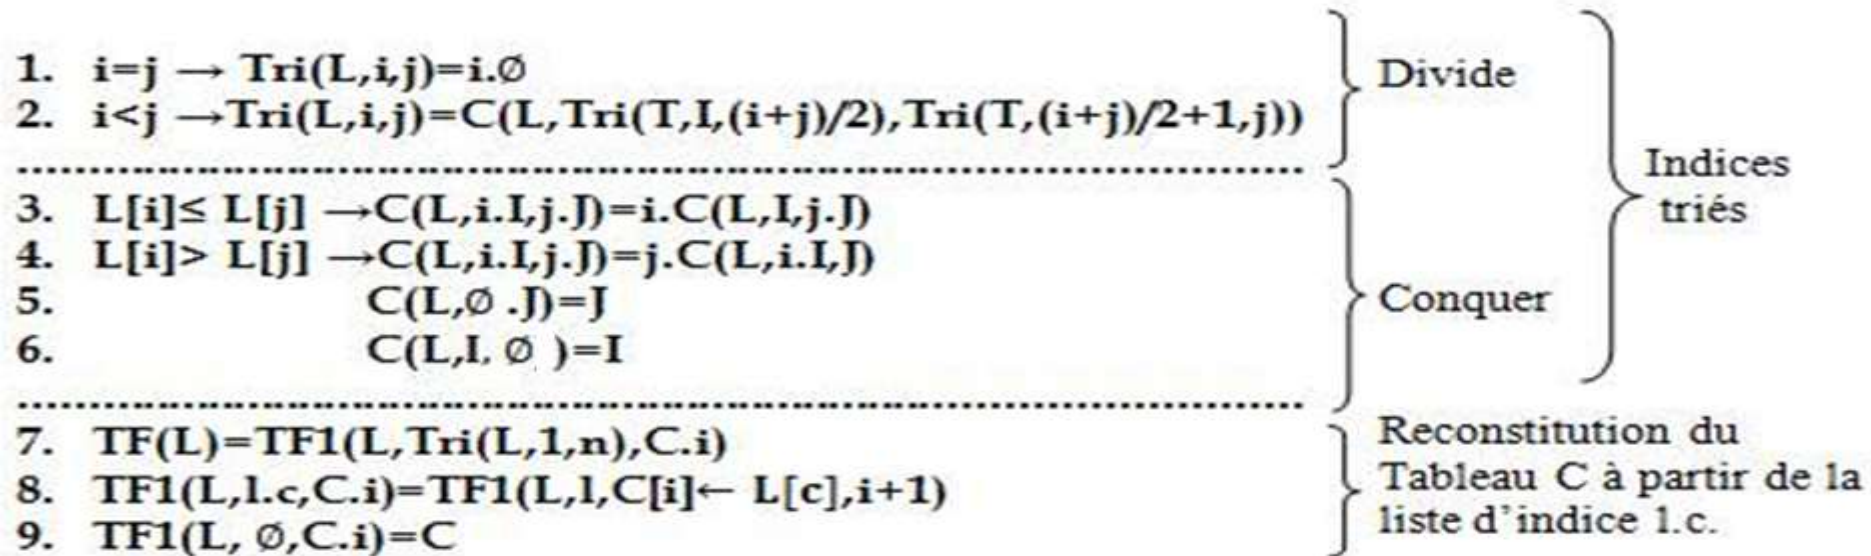 1. i=j → Tri(L,i,j)=i.∅
2. i<j →Tri(L,i,j)=C(L,Tri(T,I,(i+j)/2),Tri(T,(i+j)/2+1,j))
Divide
3. L[i]≤ L[j] →C(L,i.I,j.J)=i.C(L,I,j.J)
4. L[i]> L[j] →C(L,i.I,j.J)=j.C(L,i.I,J)
5. C(L,∅ .J)=J
6. C(L,I, ∅ )=I
Conquer
Indices
triés
7. TF(L)=TF1(L,Tri(L,1,n),C.i)
8. TF1(L,l.c,C.i)=TF1(L,l,C[i]← L[c],i+1)
9. TF1(L, ∅,C.i)=C
Reconstitution du
Tableau C à partir de la
liste d'indice l.c.